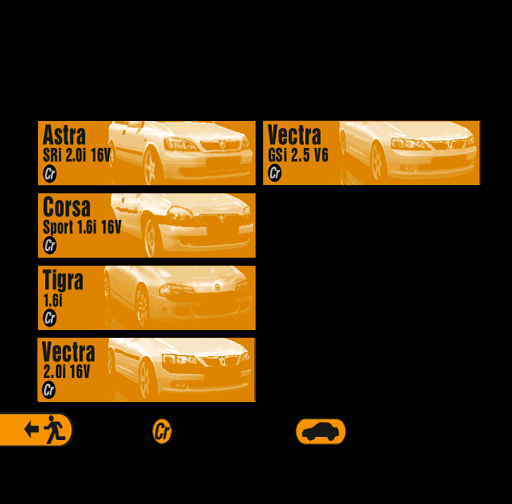 Astra
SRi 2.0i 16V
Cr
Corsa
Sport 1.6i 16V
Cr
Tigra
1.6i
Cr
Vectra
2.0i 16V
Cr
Vectra
GSi 2.5 V6
Cr
Cr